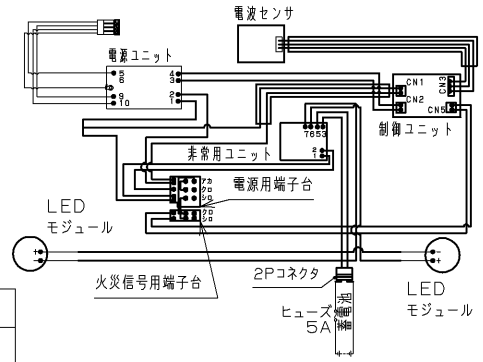 電波センサ
電源ユニット
5
6
9
10
4
3
2
1
CN1
CN2
CN3
CN5
制御ユニット
7653
2
1
非常用ユニット
アカ
クロ
シロ
クロ
シロ
電源用端子台
LED
モジュール
+
-
火災信号用端子台
2Pコネクタ
ヒューズ
5A
蓄電池
-
+
LED
モジュール